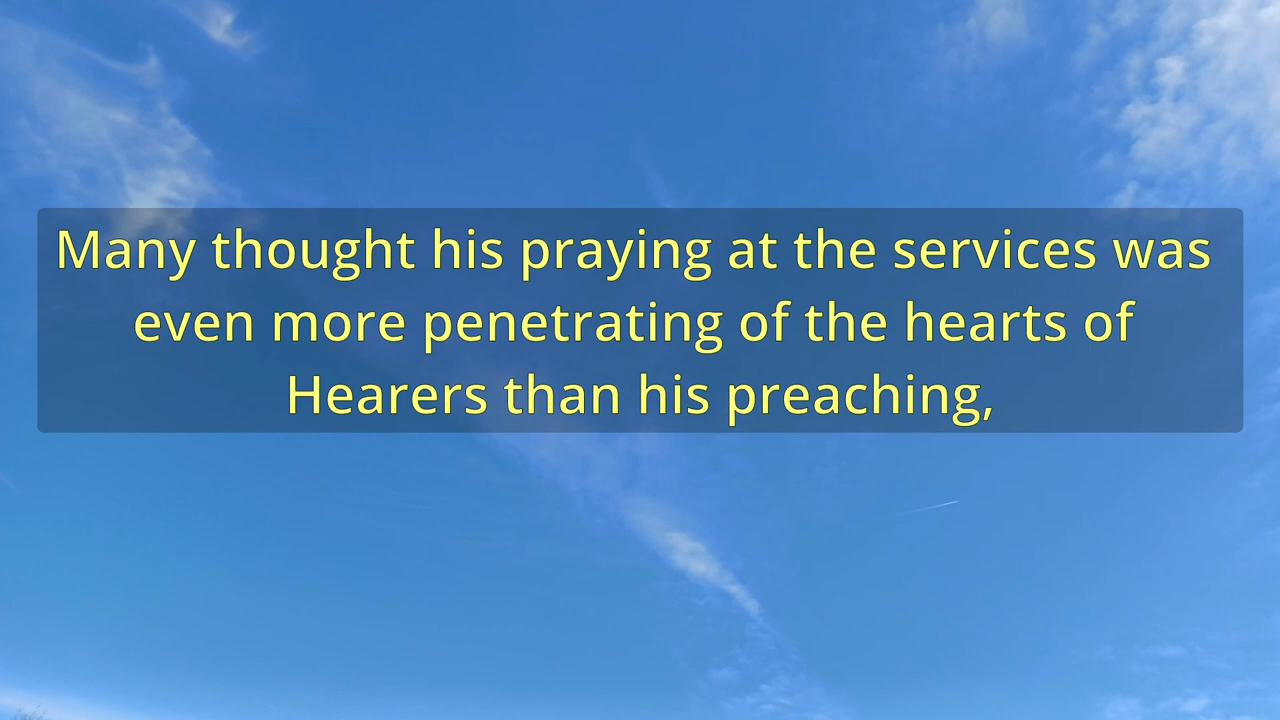 Many thought his praying at the services was
even more penetrating of the hearts of
Hearers than his preaching,